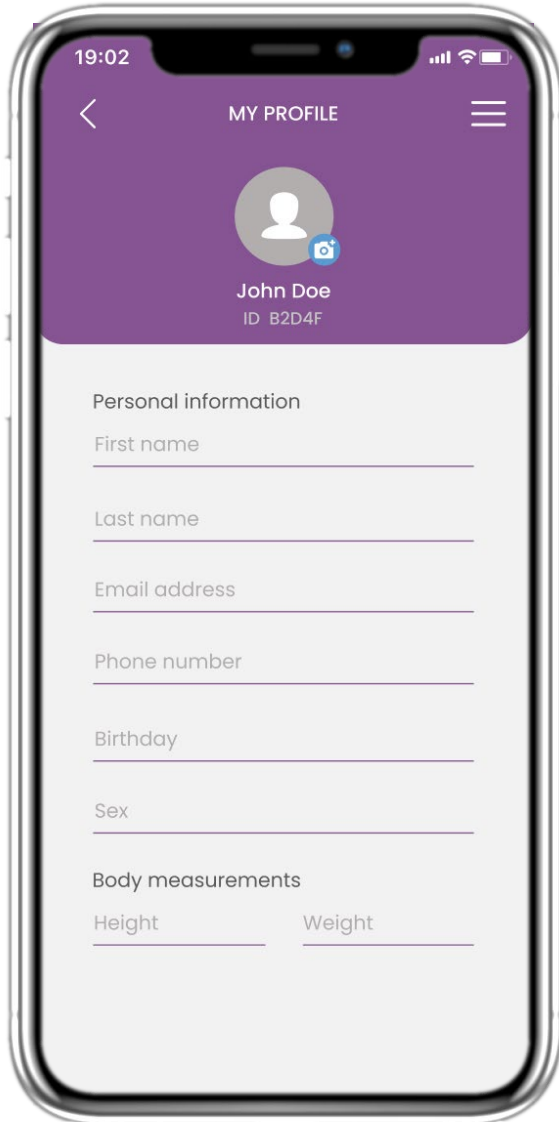 19:02
MY PROFILE
John Doe
ID B2D4F
Personal information
First name
Last name
Email address
Phone number
Birthday
Sex
Body measurements
Height Weight